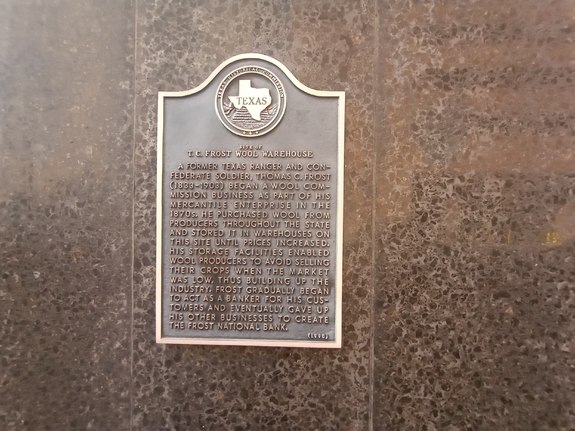 TEXAS HISTORICAL COMMISSION
TEXAS
SITE OF
T. C. FROST WOOL WAREHOUSE
A FORMER TEXAS RANGER AND CON-
FEDERATE SOLDIER, THOMAS C. FROST
(1833-1903) BEGAN A WOOL COM-
MISSION BUSINESS AS PART OF HIS
MERCANTILE ENTERPRISE IN THE
1870s. HE PURCHASED WOOL FROM
PRODUCERS THROUGHOUT THE STATE
AND STORED IT IN WAREHOUSES ON
THIS SITE UNTIL PRICES INCREASED.
HIS STORAGE FACILITIES ENABLED
WOOL PRODUCERS TO AVOID SELLING
THEIR CROPS WHEN THE MARKET
WAS LOW, THUS BUILDING UP THE
INDUSTRY. FROST GRADUALLY BEGAN
TO ACT AS A BANKER FOR HIS CUS-
TOMERS AND EVENTUALLY GAVE UP
HIS OTHER BUSINESSES TO CREATE
THE FROST NATIONAL BANK.